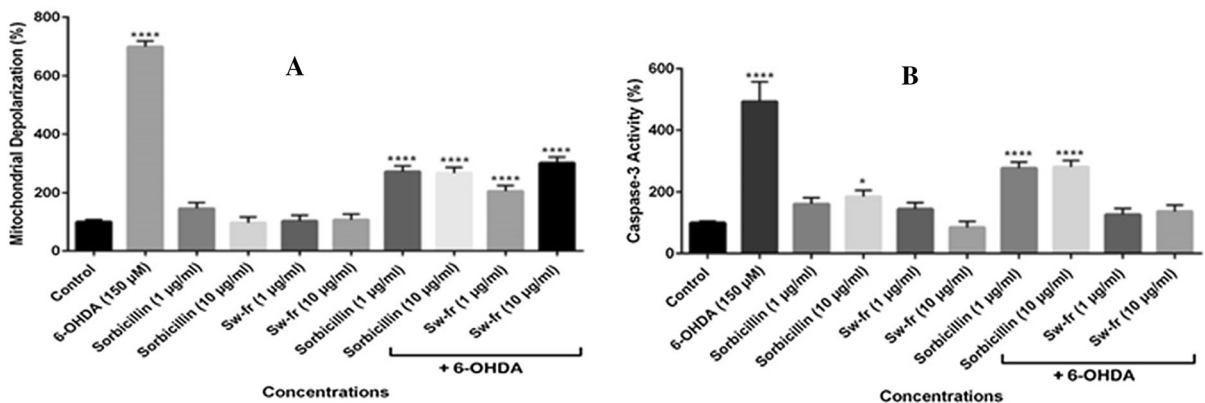 A
Mitochondrial Depolarization (%)
800
600
400
200
0
****
****
****
****
****
Control
6-OHDA (150 µM)
Sorbicillin (1 µg/ml)
Sorbicillin (10 µg/ml)
Sw-fr (1 µg/ml)
Sw-fr (10 µg/ml)
Sorbicillin (1 µg/ml)
Sorbicillin (10 µg/ml)
Sw-fr (1 µg/ml)
Sw-fr (10 µg/ml)
+ 6-OHDA
Concentrations
B
Caspase-3 Activity (%)
600
400
200
0
****
*
****
****
Control
6-OHDA (150 µM)
Sorbicillin (1 µg/ml)
Sorbicillin (10 µg/ml)
Sw-fr (1 µg/ml)
Sw-fr (10 µg/ml)
Sorbicillin (1 µg/ml)
Sorbicillin (10 µg/ml)
Sw-fr (1 µg/ml)
Sw-fr (10 µg/ml)
+ 6-OHDA
Concentrations